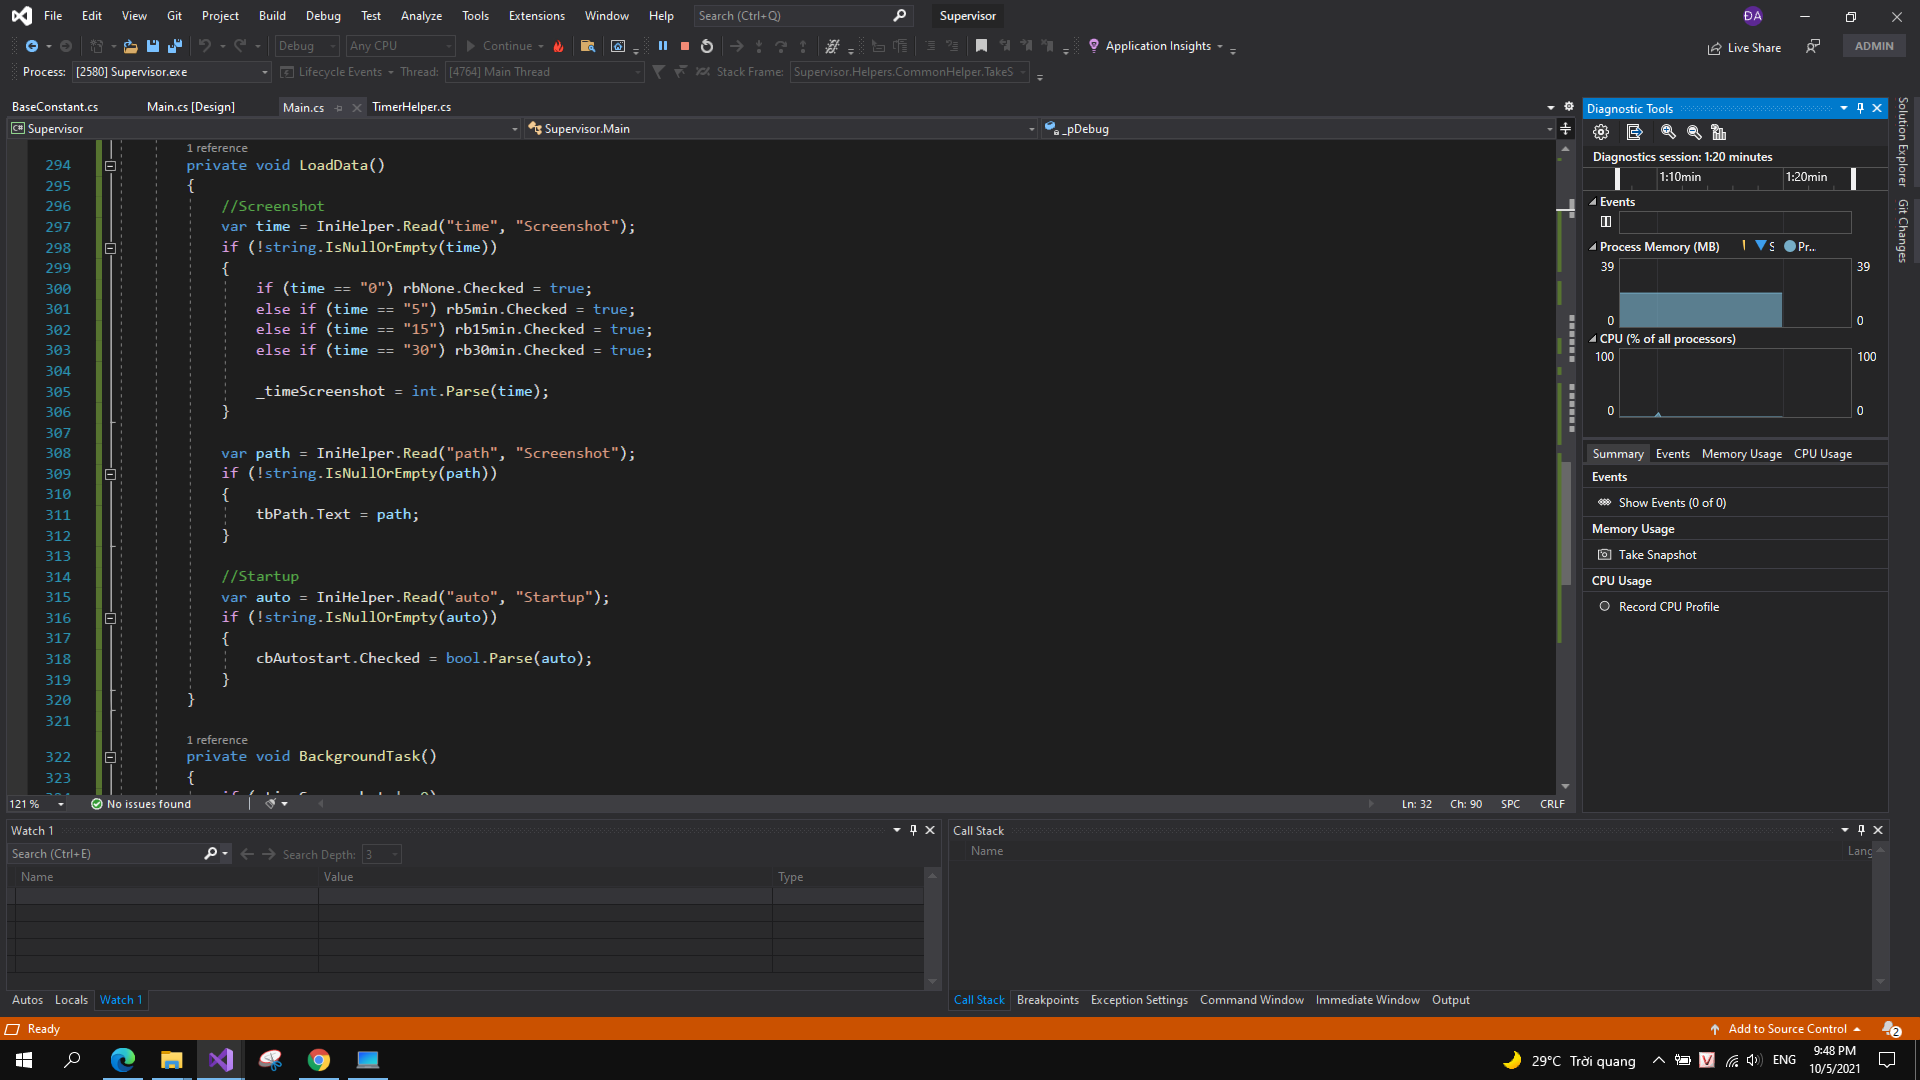 File Edit View Git Project Build Debug Test Analyze Tools Extensions Window Help Search (Ctrl+Q) Supervisor ĐA
Debug Any CPU Continue Application Insights Live Share ADMIN
Process: [2580] Supervisor.exe Lifecycle Events Thread: [4764] Main Thread Stack Frame: Supervisor.Helpers.CommonHelper.TakeS
BaseConstant.cs Main.cs [Design] Main.cs TimerHelper.cs
Supervisor Supervisor.Main _pDebug
1 reference
294 private void LoadData()
295 {
296 //Screenshot
297 var time = IniHelper.Read("time", "Screenshot");
298 if (!string.IsNullOrEmpty(time))
299 {
300 if (time == "0") rbNone.Checked = true;
301 else if (time == "5") rb5min.Checked = true;
302 else if (time == "15") rb15min.Checked = true;
303 else if (time == "30") rb30min.Checked = true;
304
305 _timeScreenshot = int.Parse(time);
306 }
307
308 var path = IniHelper.Read("path", "Screenshot");
309 if (!string.IsNullOrEmpty(path))
310 {
311 tbPath.Text = path;
312 }
313
314 //Startup
315 var auto = IniHelper.Read("auto", "Startup");
316 if (!string.IsNullOrEmpty(auto))
317 {
318 cbAutostart.Checked = bool.Parse(auto);
319 }
320 }
321
1 reference
322 private void BackgroundTask()
323 {
121 % No issues found Ln: 32 Ch: 90 SPC CRLF
Diagnostic Tools
Diagnostics session: 1:20 minutes
1:10min 1:20min
Events
Process Memory (MB) S Pr...
39 39
0 0
CPU (% of all processors)
100 100
0 0
Summary Events Memory Usage CPU Usage
Events
Show Events (0 of 0)
Memory Usage
Take Snapshot
CPU Usage
Record CPU Profile
Solution Explorer
Git Changes
Watch 1
Search (Ctrl+E) Search Depth: 3
Name Value Type
Autos Locals Watch 1
Call Stack
Name Lang
Call Stack Breakpoints Exception Settings Command Window Immediate Window Output
Ready Add to Source Control 2
29°C Trời quang V ENG 9:48 PM
10/5/2021